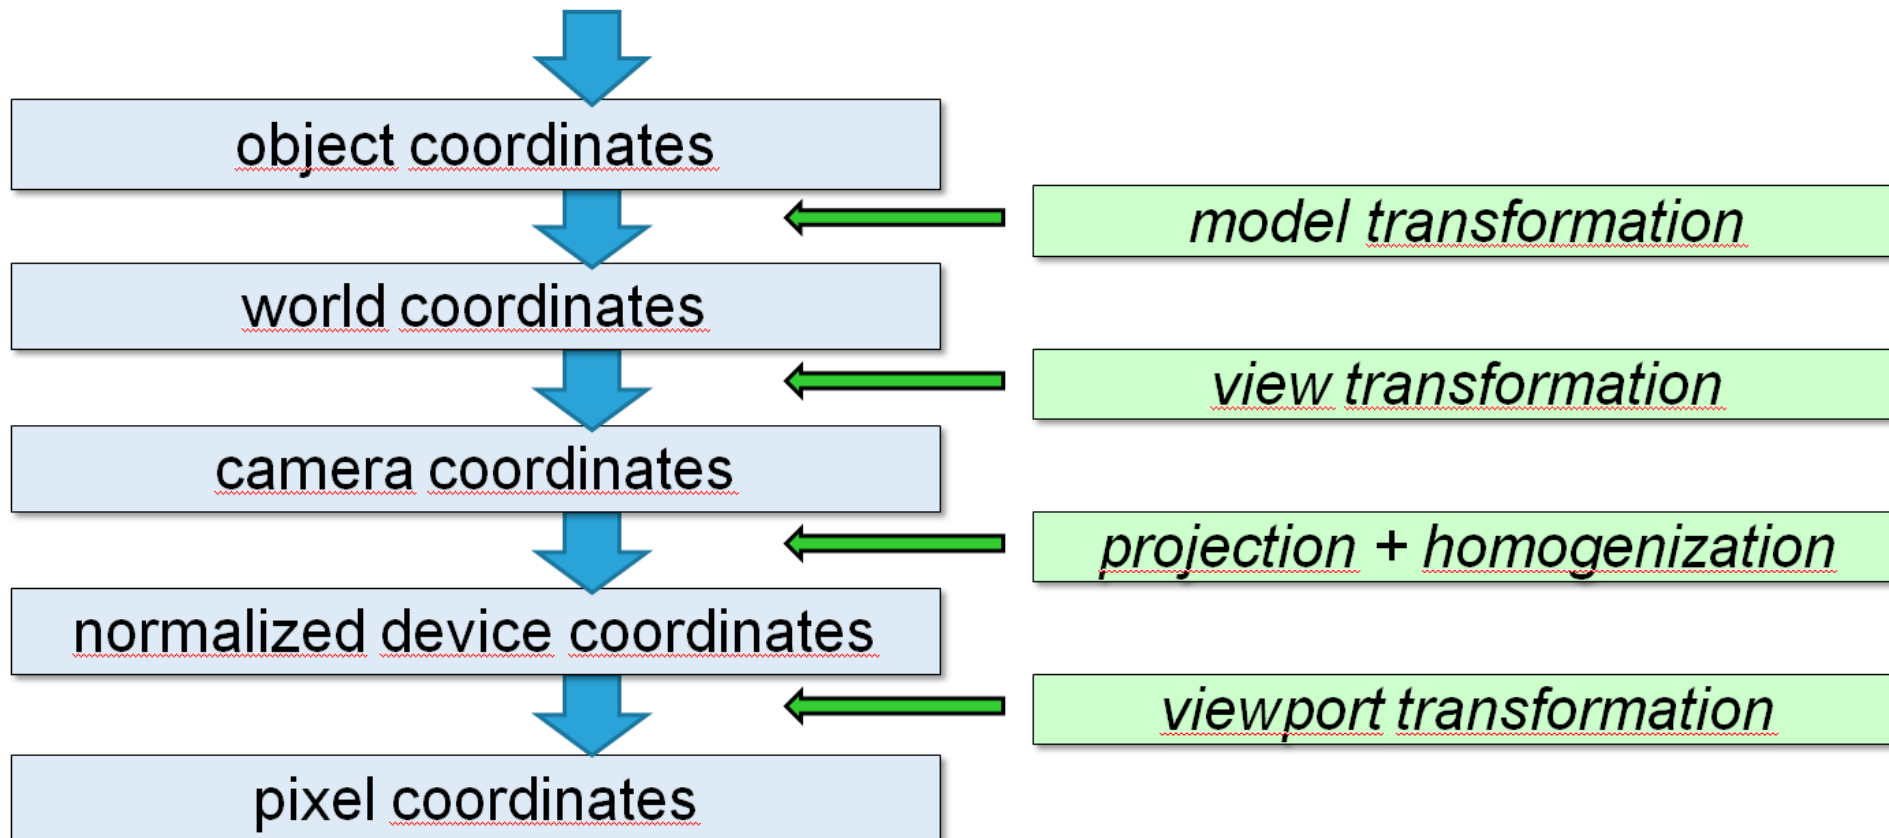 object coordinates
model transformation
world coordinates
view transformation
camera coordinates
projection + homogenization
normalized device coordinates
viewport transformation
pixel coordinates